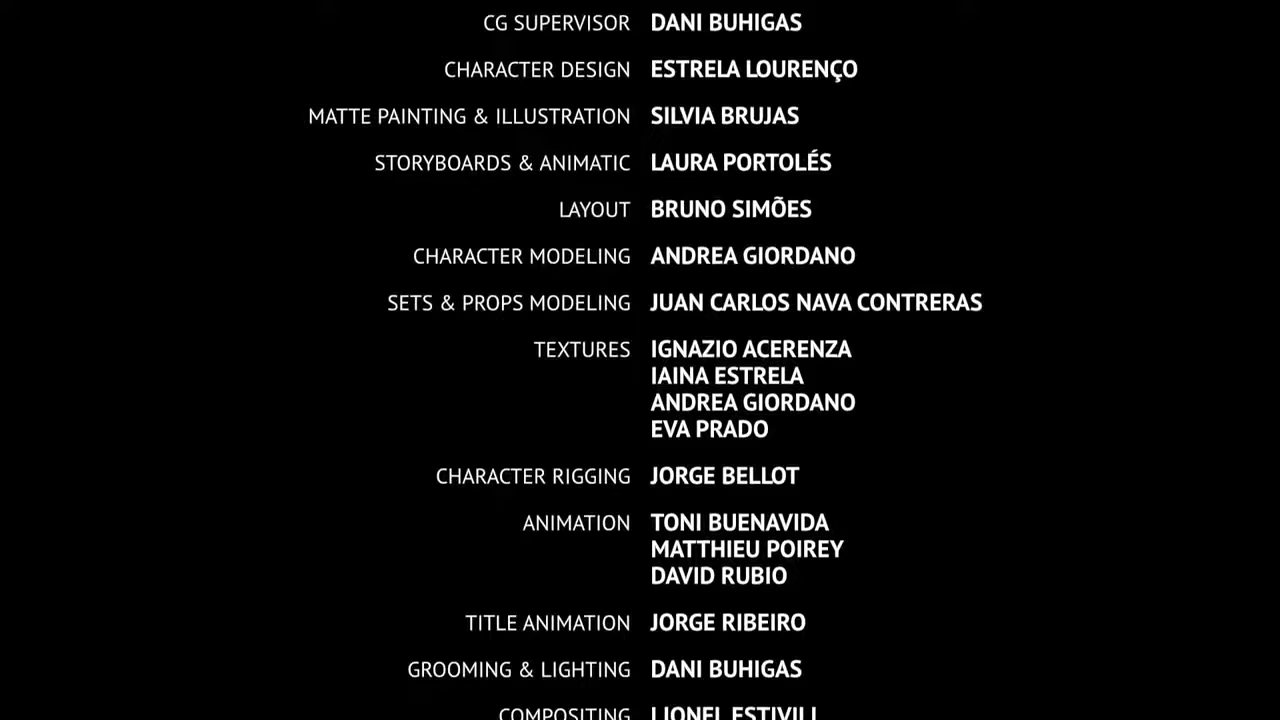 CG SUPERVISOR DANI BUHIGAS
CHARACTER DESIGN ESTRELA LOURENÇO
MATTE PAINTING & ILLUSTRATION SILVIA BRUJAS
STORYBOARDS & ANIMATIC LAURA PORTOLÉS
LAYOUT BRUNO SIMÕES
CHARACTER MODELING ANDREA GIORDANO
SETS & PROPS MODELING JUAN CARLOS NAVA CONTRERAS
TEXTURES IGNAZIO ACERENZA
IAINA ESTRELA
ANDREA GIORDANO
EVA PRADO
CHARACTER RIGGING JORGE BELLOT
ANIMATION TONI BUENAVIDA
MATTHIEU POIREY
DAVID RUBIO
TITLE ANIMATION JORGE RIBEIRO
GROOMING & LIGHTING DANI BUHIGAS
COMPOSITING LIONEL ESTIVILL